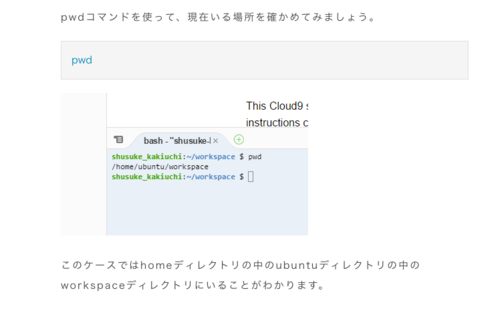 pwdコマンドを使って、現在いる場所を確かめてみましょう。
pwd
This Cloud9 s
instructions c
bash - "shusuke-l
shusuke_kakiuchi:~/workspace $ pwd
/home/ubuntu/workspace
shusuke_kakiuchi:~/workspace $
このケースではhomeディレクトリの中のubuntuディレクトリの中の
workspaceディレクトリにいることがわかります。